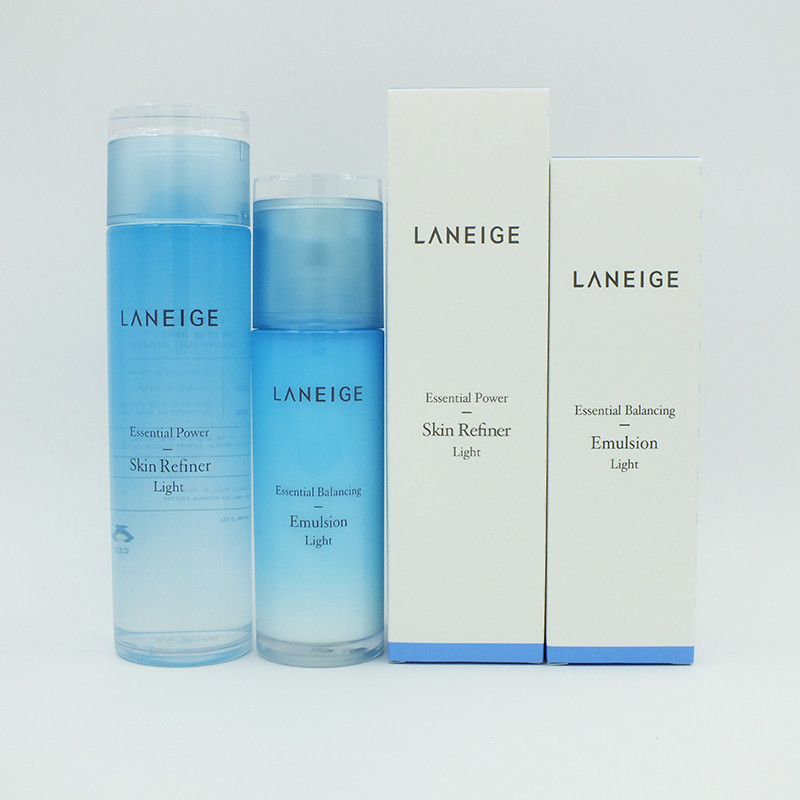 LANEIGE
Essential Power
Skin Refiner
Light
LANEIGE
Essential Balancing
Emulsion
Light
LANEIGE
Essential Power
Skin Refiner
Light
LANEIGE
Essential Balancing
Emulsion
Light